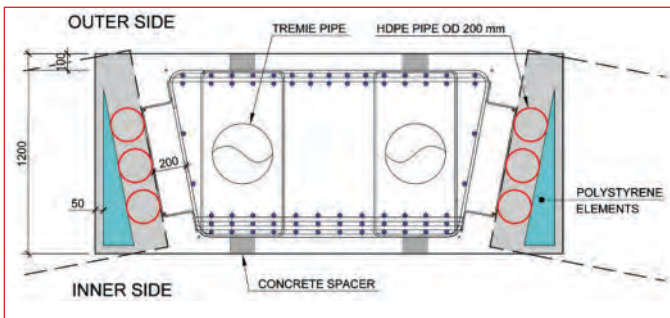 OUTER SIDE
TREMIE PIPE
HDPE PIPE OD 200 mm
100
1200
200
50
POLYSTYRENE
ELEMENTS
CONCRETE SPACER
INNER SIDE